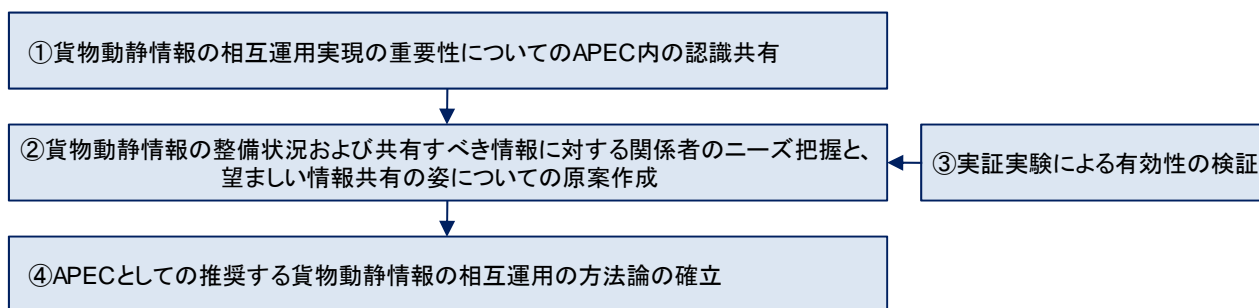 ①貨物動静情報の相互運用実現の重要性についてのAPEC内の認識共有
②貨物動静情報の整備状況および共有すべき情報に対する関係者のニーズ把握と、
望ましい情報共有の姿についての原案作成
③実証実験による有効性の検証
④APECとしての推奨する貨物動静情報の相互運用の方法論の確立